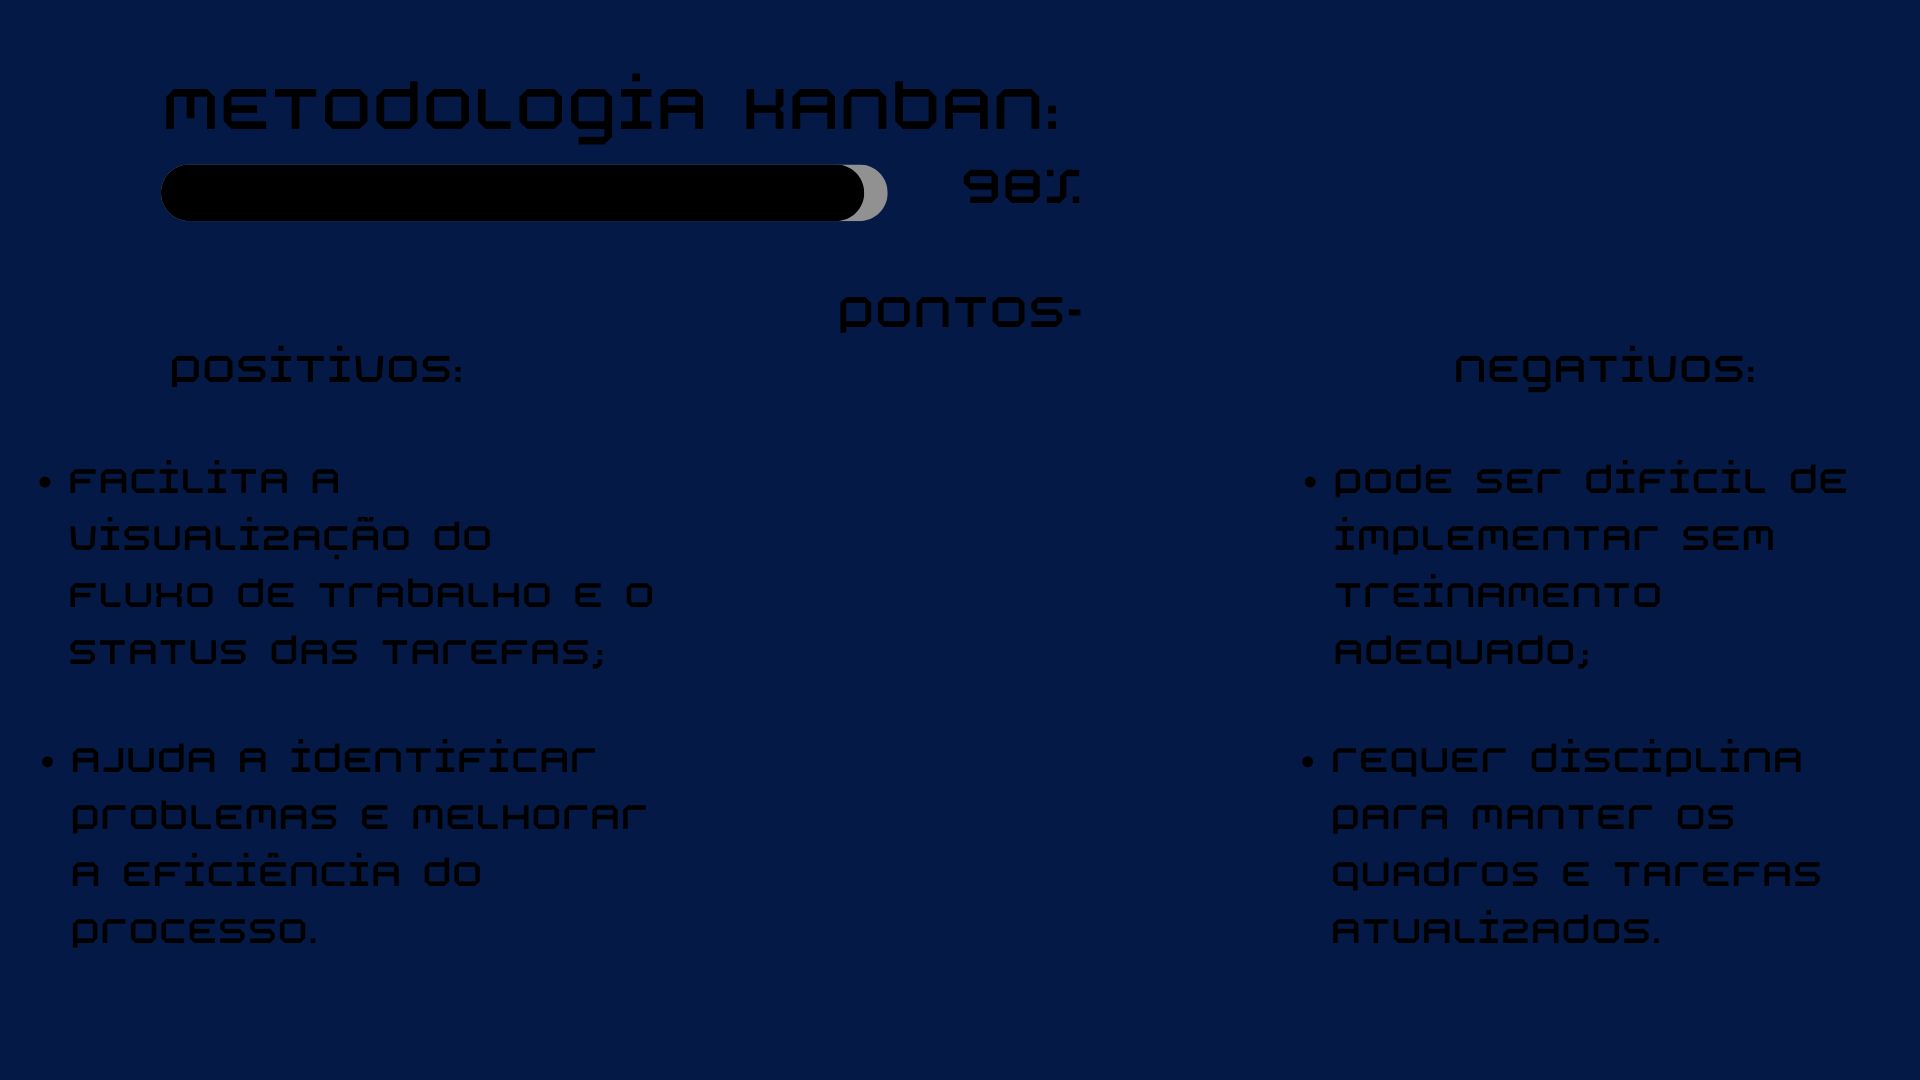 Metodologia Kanban:
98%
Pontos-
Positivos:
Negativos:
• Facilita a
visualização do
fluxo de trabalho e o
status das tarefas;
• Ajuda a identificar
problemas e melhorar
a eficiência do
processo.
• Pode ser dificil de
implementar sem
treinamento
adequado;
• Requer disciplina
para manter os
quadros e tarefas
atualizados.